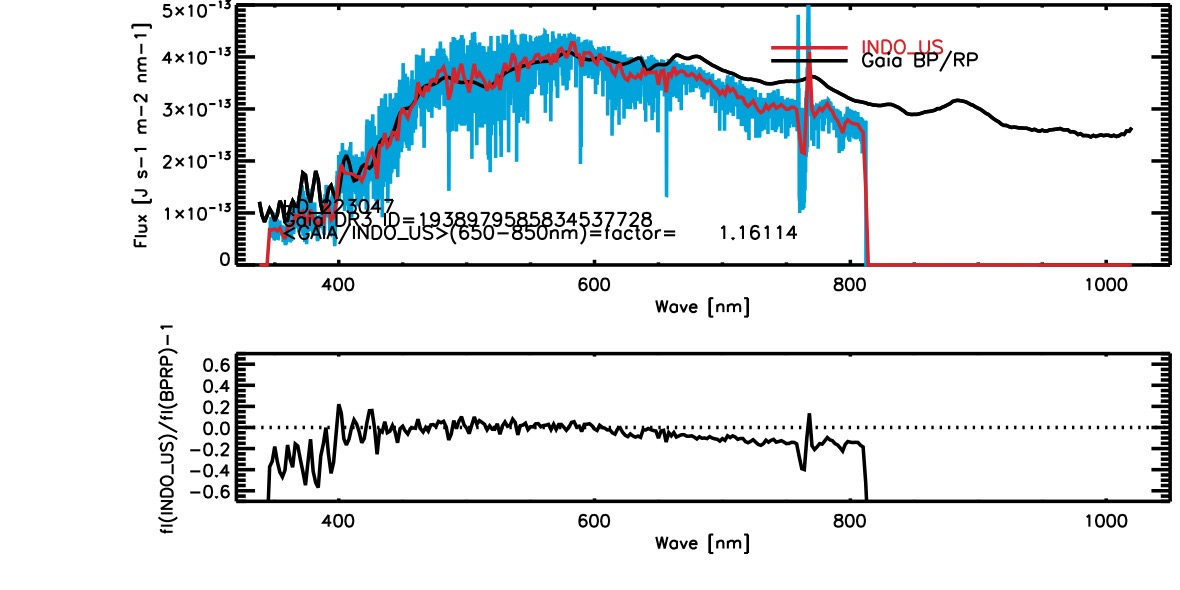 5×10⁻¹³
4×10⁻¹³
3×10⁻¹³
2×10⁻¹³
1×10⁻¹³
0
Flux [J s−1 m−2 nm−1]
INDO_US
Gaia BP/RP
HD 223047
Gaia DR3 ID=1938979585834537728
<GAIA/INDO_US>(650−850nm)=factor= 1.16114
400 600 800 1000
Wave [nm]
fl(INDO_US)/fl(BPRP)−1
0.6
0.4
0.2
0.0
−0.2
−0.4
−0.6
400 600 800 1000
Wave [nm]